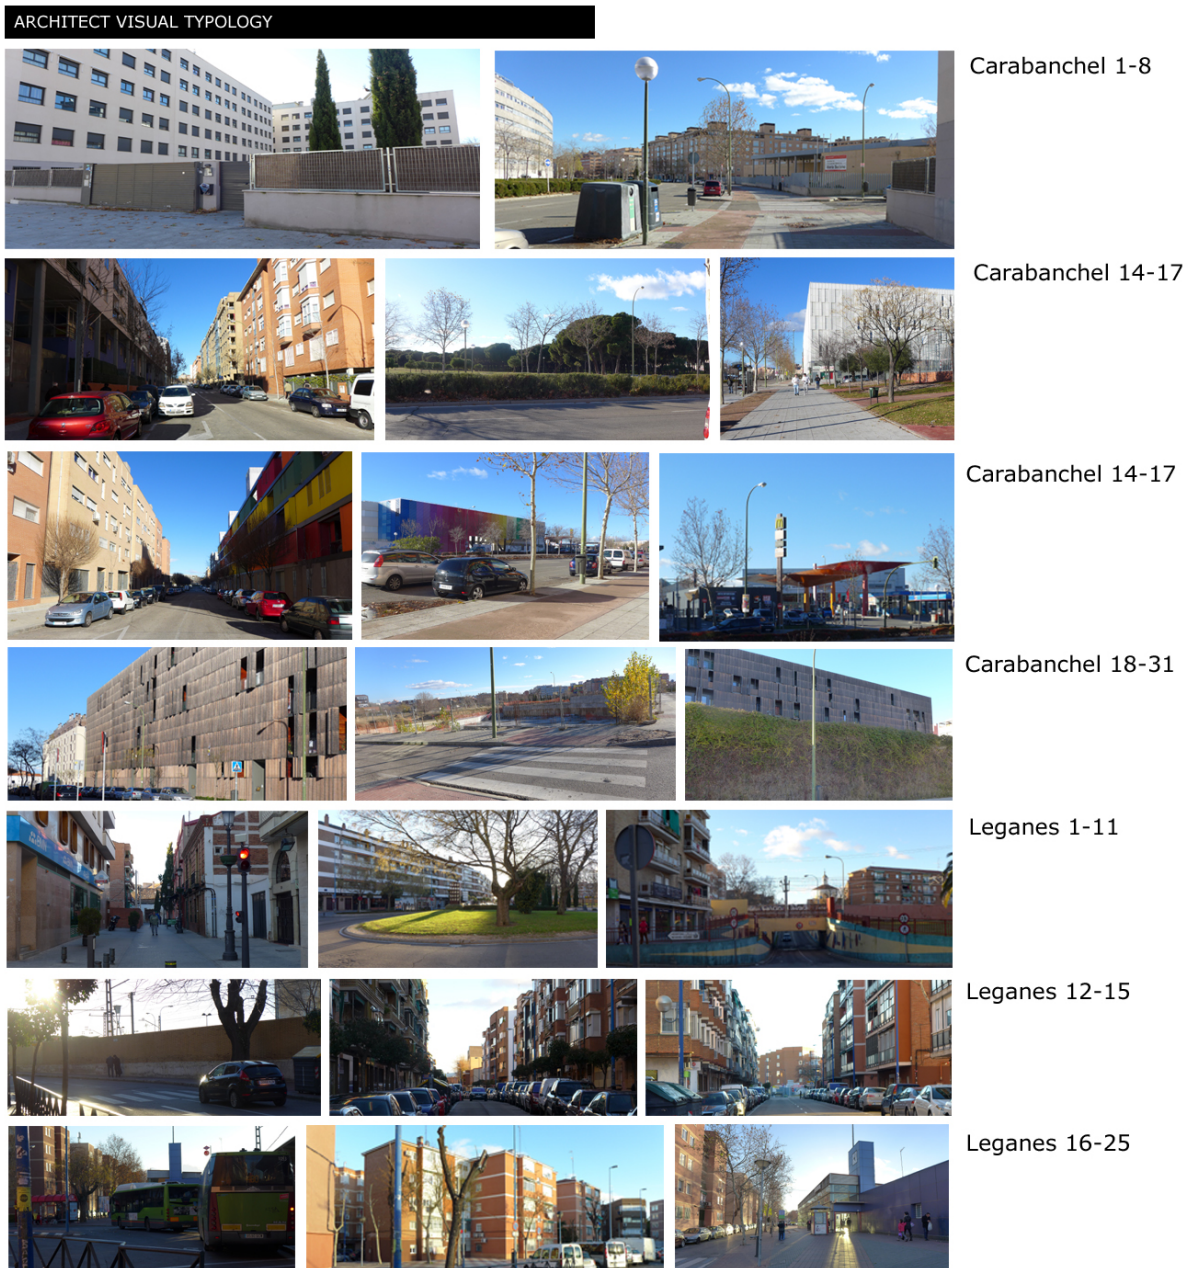 ARCHITECT VISUAL TYPOLOGY
Carabanchel 1-8
Carabanchel 14-17
Carabanchel 14-17
Carabanchel 18-31
Leganes 1-11
Leganes 12-15
Leganes 16-25